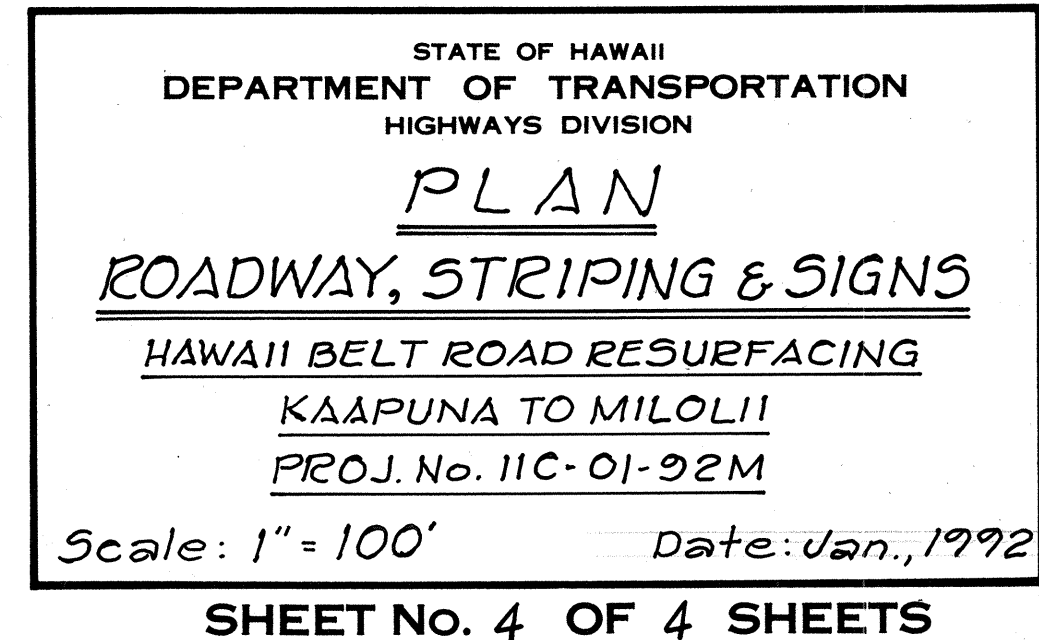 STATE OF HAWAII
DEPARTMENT OF TRANSPORTATION
HIGHWAYS DIVISION
PLAN
ROADWAY, STRIPING & SIGNS
HAWAII BELT ROAD RESURFACING
KAAPUNA TO MILOLII
PROJ. No. 11C-01-92M
Scale: 1" = 100' Date: Jan., 1992
SHEET No. 4 OF 4 SHEETS